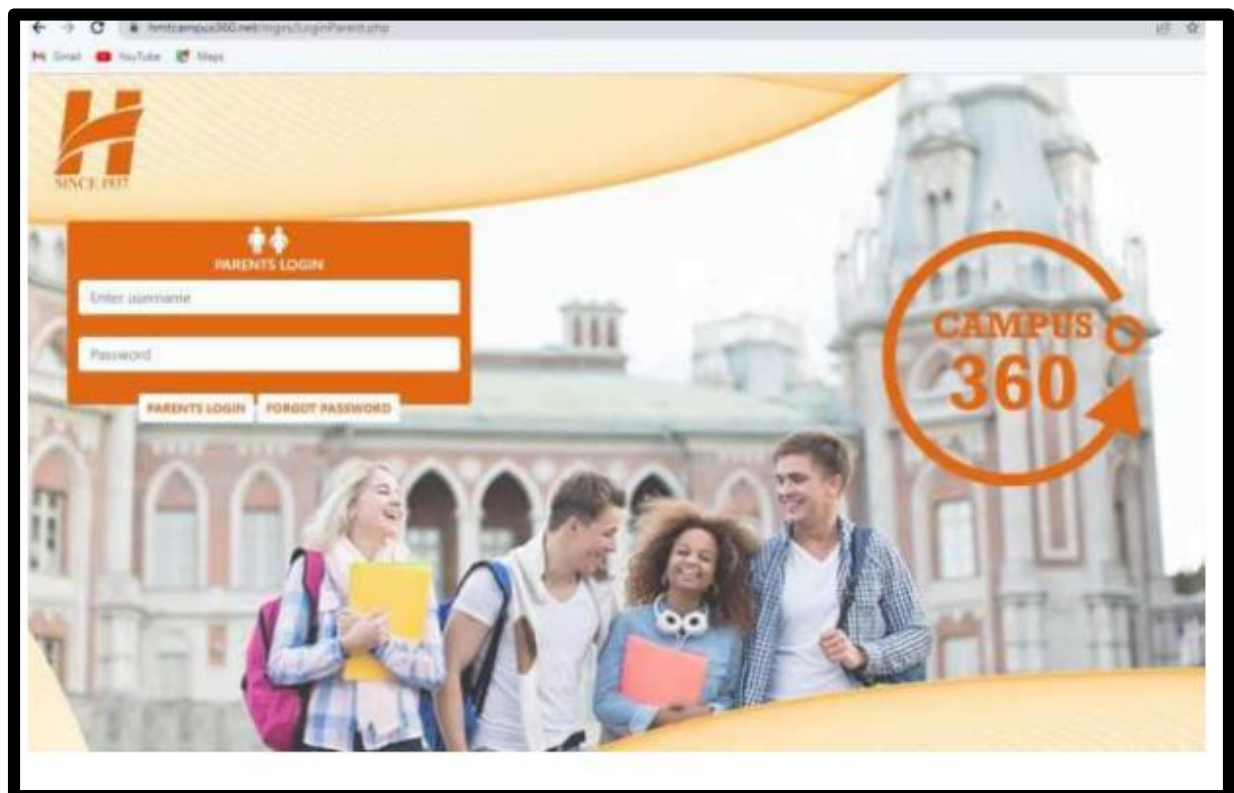 Gmail YouTube Maps
H
SINCE 1937
PARENTS LOGIN
Enter username
Password
PARENTS LOGIN FORGOT PASSWORD
CAMPUS
360